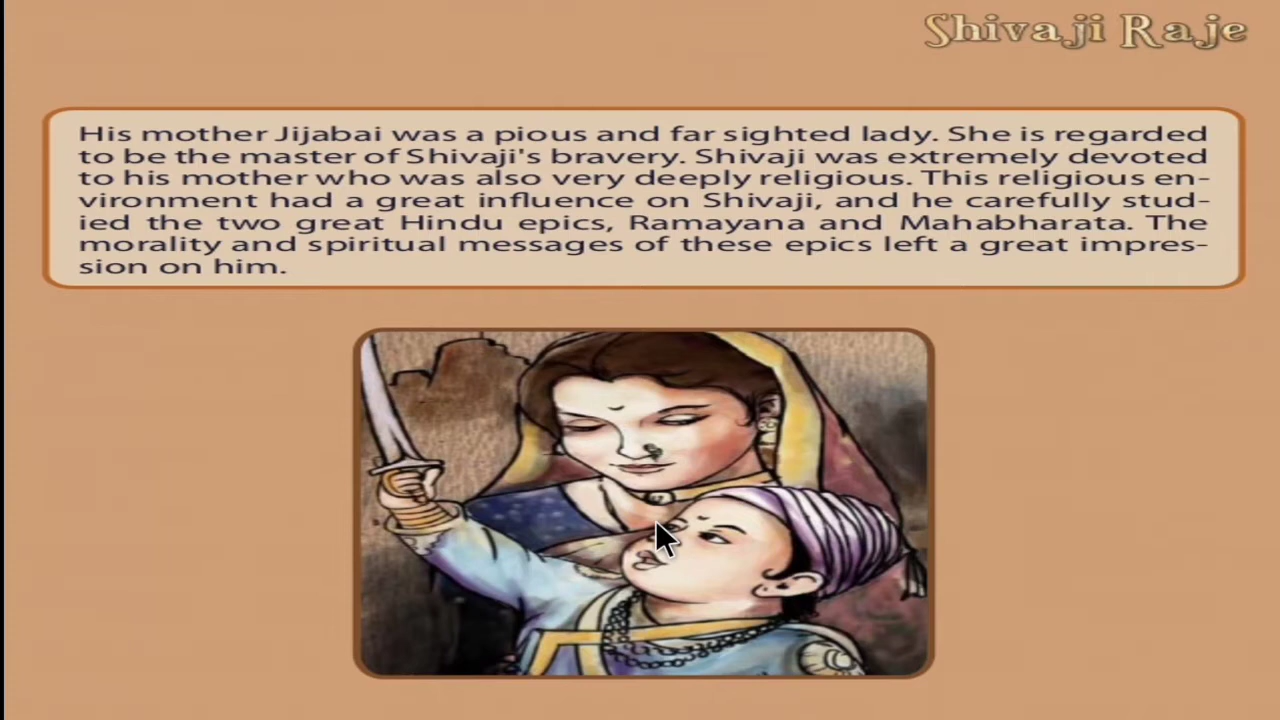 Shivaji Raje
His mother Jijabai was a pious and far sighted lady. She is regarded
to be the master of Shivaji's bravery. Shivaji was extremely devoted
to his mother who was also very deeply religious. This religious en-
vironment had a great influence on Shivaji, and he carefully stud-
ied the two great Hindu epics, Ramayana and Mahabharata. The
morality and spiritual messages of these epics left a great impres-
sion on him.